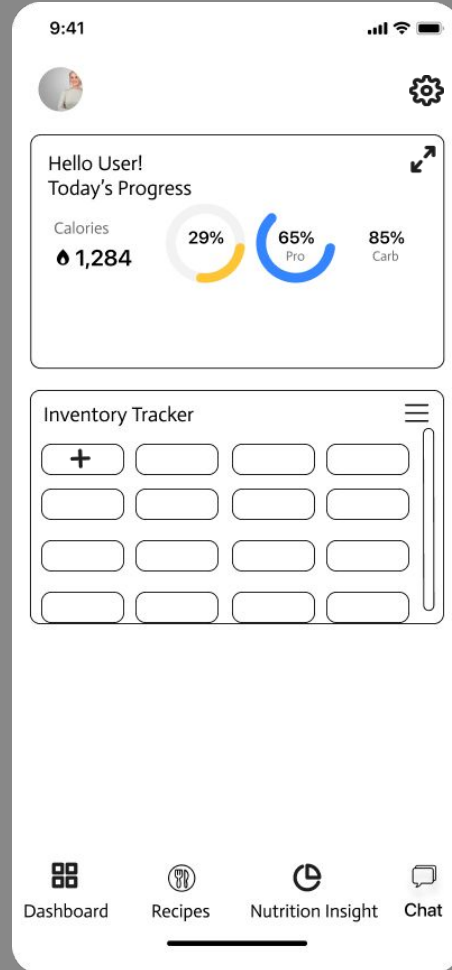 9:41
Hello User!
Today's Progress
Calories
1,284
29%
65%
Pro
85%
Carb
Inventory Tracker
+
Dashboard
Recipes
Nutrition Insight
Chat